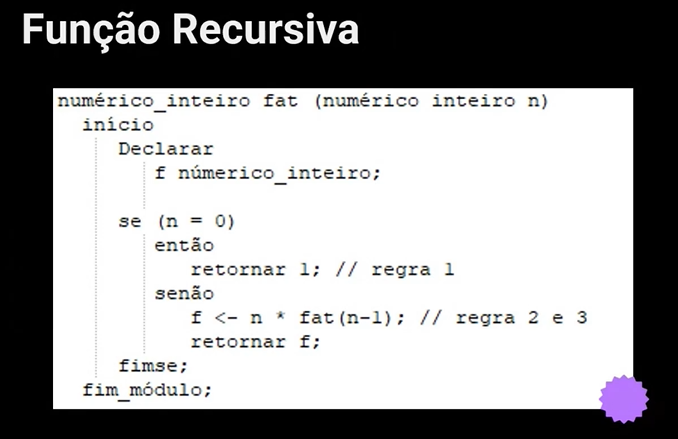 Função Recursiva
numérico_inteiro fat (numérico inteiro n)
início
Declarar
f númerico_inteiro;
se (n = 0)
então
retornar 1; // regra 1
senão
f <- n * fat(n-1); // regra 2 e 3
retornar f;
fimse;
fim_módulo;